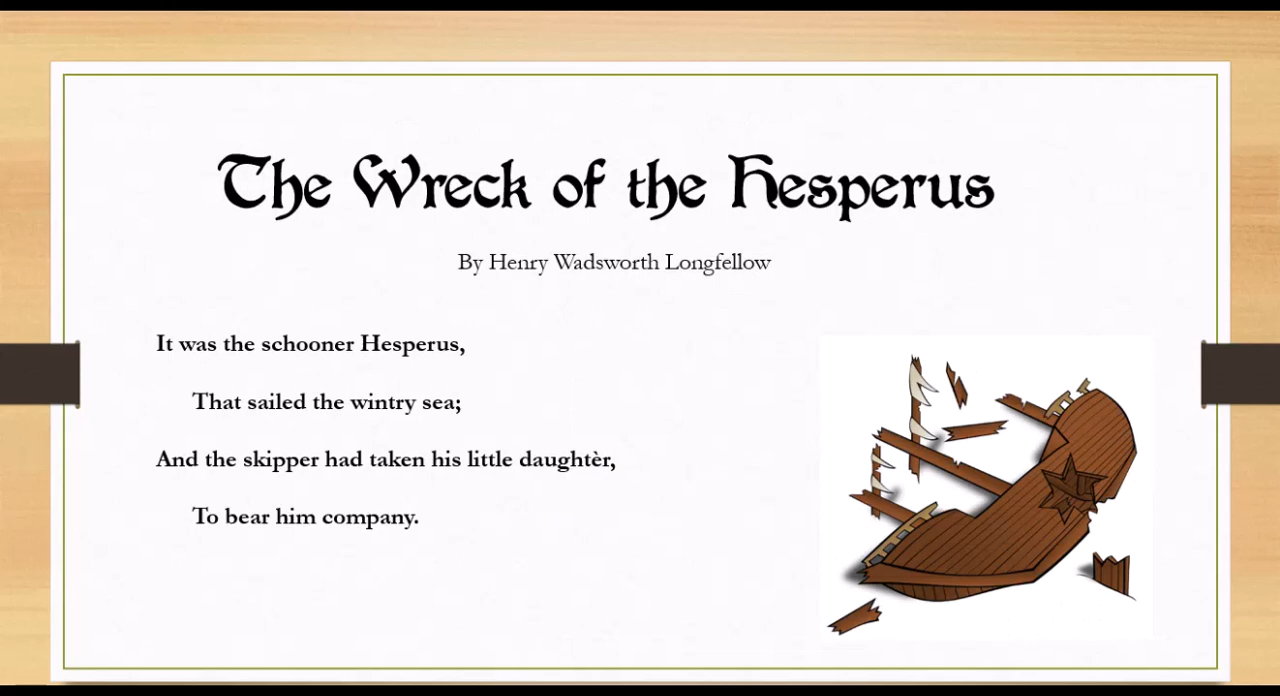 The Wreck of the Hesperus
By Henry Wadsworth Longfellow
It was the schooner Hesperus,
That sailed the wintry sea;
And the skipper had taken his little daughtèr,
To bear him company.